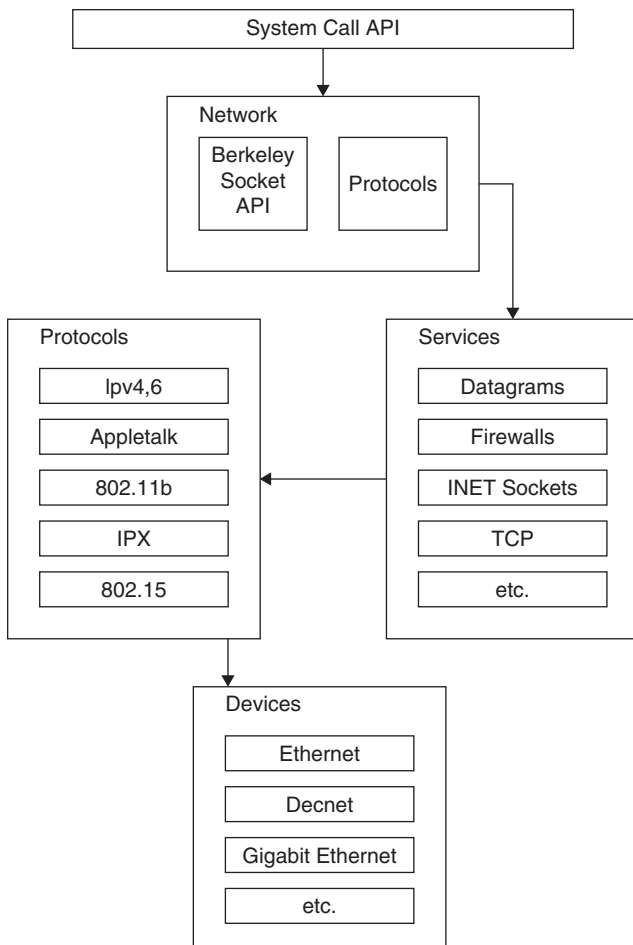 System Call API
Network
Berkeley
Socket
API
Protocols
Protocols
Ipv4,6
Appletalk
802.11b
IPX
802.15
Services
Datagrams
Firewalls
INET Sockets
TCP
etc.
Devices
Ethernet
Decnet
Gigabit Ethernet
etc.